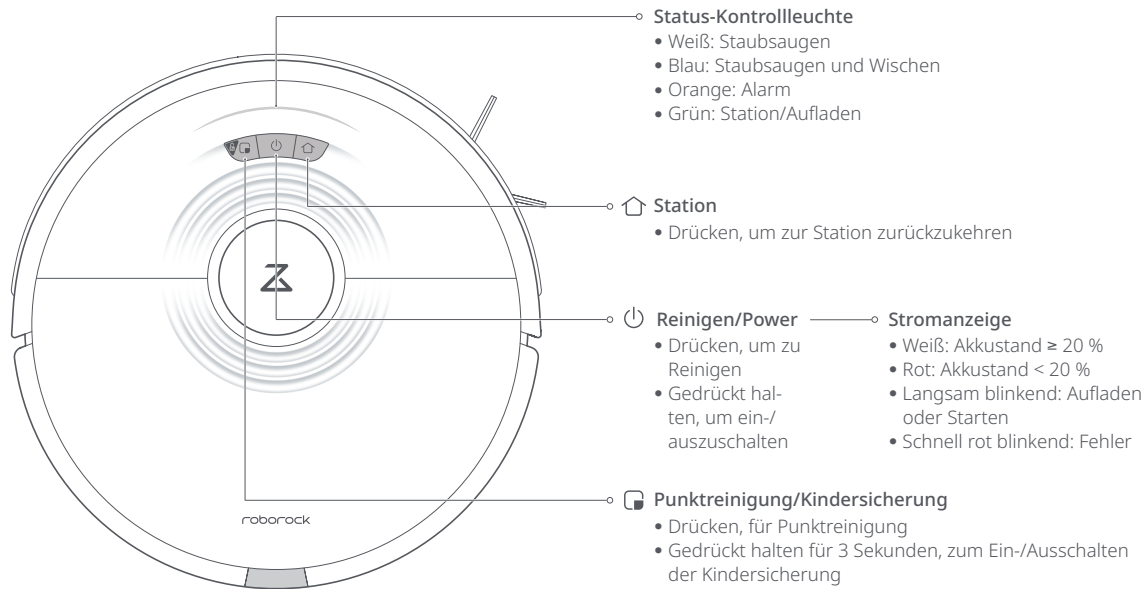 Status-Kontrollleuchte
• Weiß: Staubsaugen
• Blau: Staubsaugen und Wischen
• Orange: Alarm
• Grün: Station/Aufladen
Station
• Drücken, um zur Station zurückzukehren
Reinigen/Power
• Drücken, um zu
Reinigen
• Gedrückt hal-
ten, um ein-/
auszuschalten
Stromanzeige
• Weiß: Akkustand ≥ 20 %
• Rot: Akkustand < 20 %
• Langsam blinkend: Aufladen
oder Starten
• Schnell rot blinkend: Fehler
Punktreinigung/Kindersicherung
• Drücken, für Punktreinigung
• Gedrückt halten für 3 Sekunden, zum Ein-/Ausschalten
der Kindersicherung
roborock